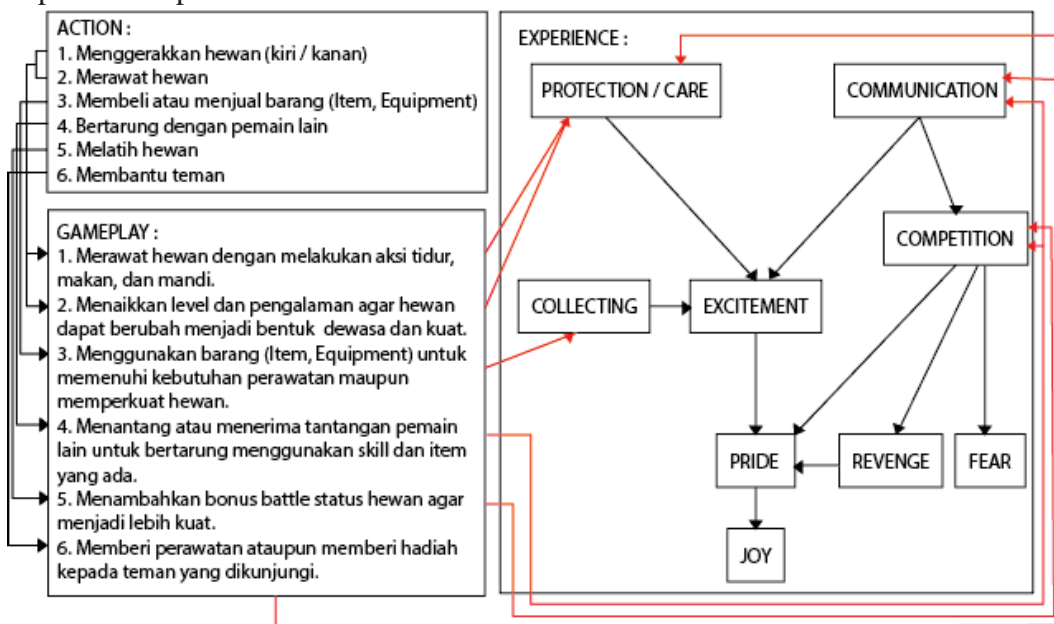 ACTION :
1. Menggerakkan hewan (kiri / kanan)
2. Merawat hewan
3. Membeli atau menjual barang (Item, Equipment)
4. Bertarung dengan pemain lain
5. Melatih hewan
6. Membantu teman
GAMEPLAY :
1. Merawat hewan dengan melakukan aksi tidur,
makan, dan mandi.
2. Menaikkan level dan pengalaman agar hewan
dapat berubah menjadi bentuk dewasa dan kuat.
3. Menggunakan barang (Item, Equipment) untuk
memenuhi kebutuhan perawatan maupun
memperkuat hewan.
4. Menantang atau menerima tantangan pemain
lain untuk bertarung menggunakan skill dan item
yang ada.
5. Menambahkan bonus battle status hewan agar
menjadi lebih kuat.
6. Memberi perawatan ataupun memberi hadiah
kepada teman yang dikunjungi.
EXPERIENCE :
PROTECTION / CARE
COMMUNICATION
COMPETITION
COLLECTING
EXCITEMENT
PRIDE
REVENGE
FEAR
JOY